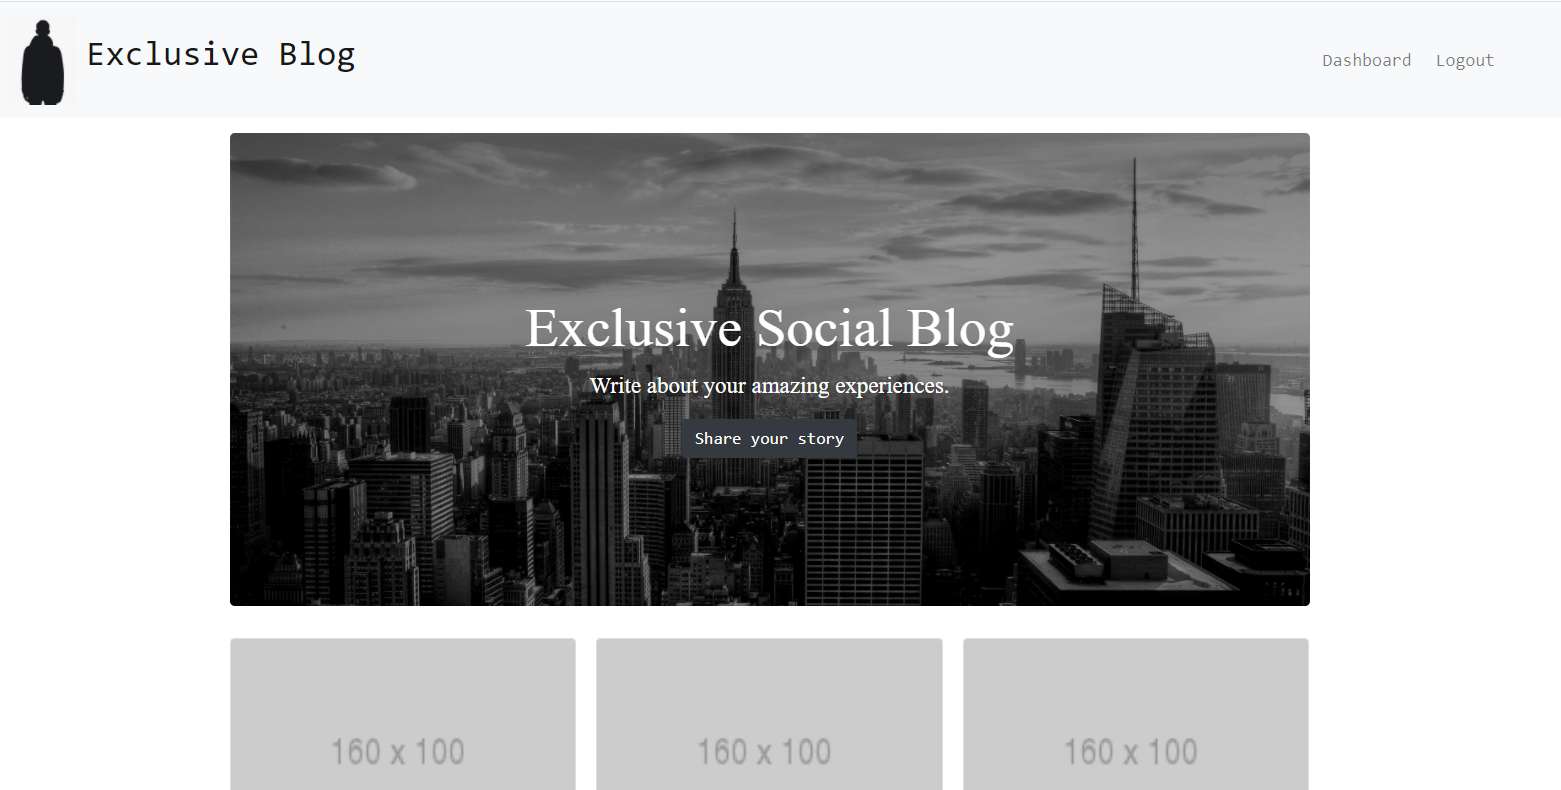 Exclusive Blog
Dashboard Logout
Exclusive Social Blog
Write about your amazing experiences.
Share your story
160 x 100 160 x 100 160 x 100